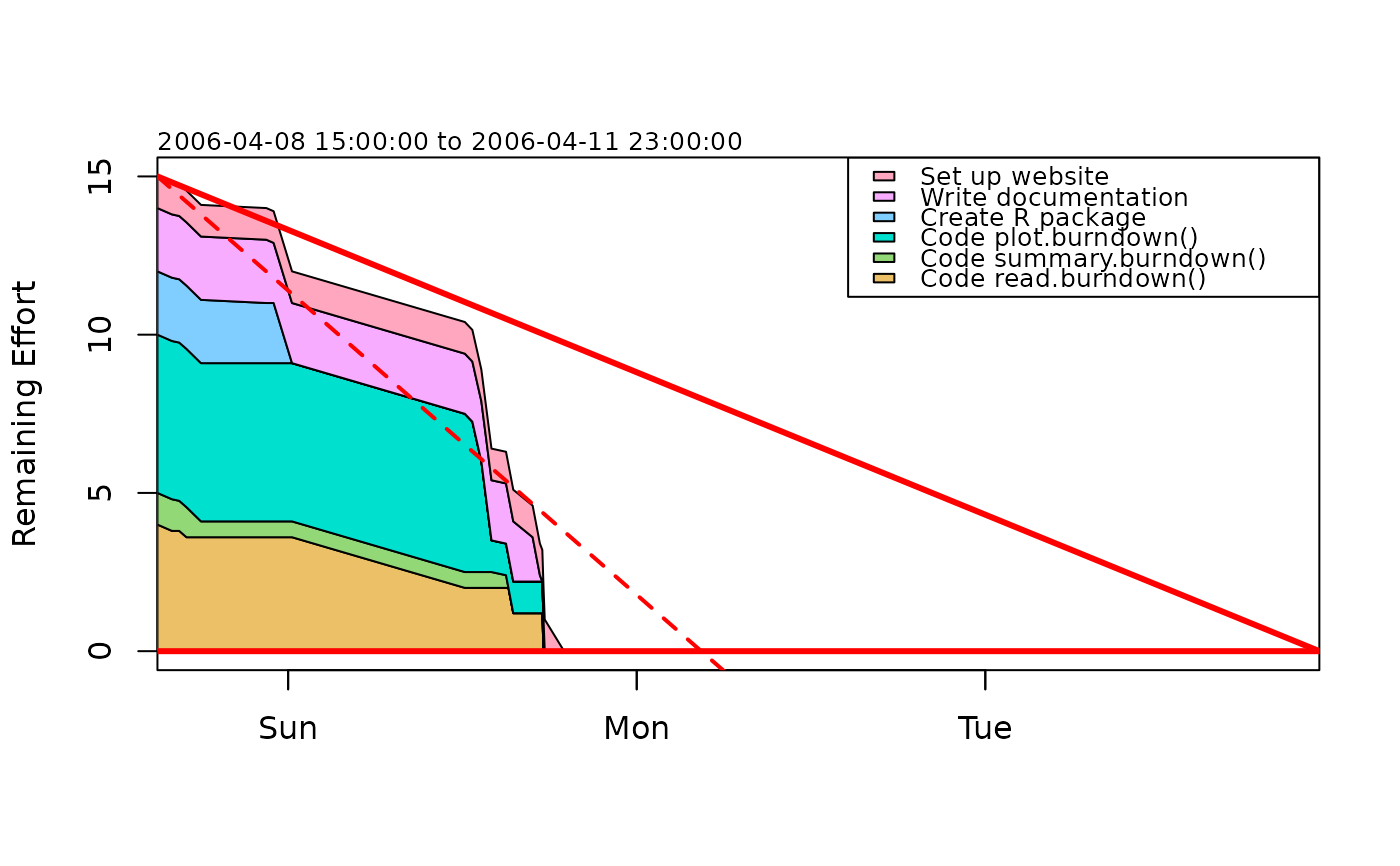 2006-04-08 15:00:00 to 2006-04-11 23:00:00
Set up website
Write documentation
Create R package
Code plot.burndown()
Code summary.burndown()
Code read.burndown()
Remaining Effort
15
10
5
0
Sun Mon Tue